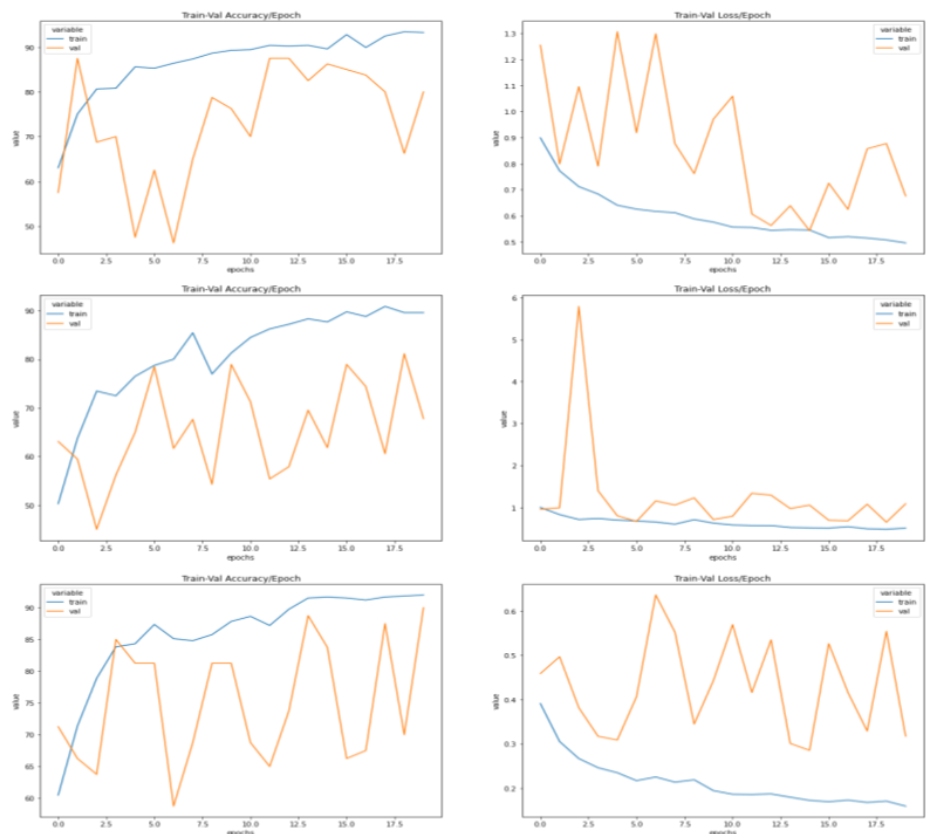 Train-Val Accuracy/Epoch
variable
train
val
90
80
70
60
50
value
0.0 2.5 5.0 7.5 10.0 12.5 15.0 17.5
epochs
Train-Val Loss/Epoch
variable
train
val
1.3
1.2
1.1
1.0
0.9
0.8
0.7
0.6
0.5
value
0.0 2.5 5.0 7.5 10.0 12.5 15.0 17.5
epochs
Train-Val Accuracy/Epoch
variable
train
val
90
80
70
60
50
value
0.0 2.5 5.0 7.5 10.0 12.5 15.0 17.5
epochs
Train-Val Loss/Epoch
variable
train
val
6
5
4
3
2
1
value
0.0 2.5 5.0 7.5 10.0 12.5 15.0 17.5
epochs
Train-Val Accuracy/Epoch
variable
train
val
90
85
80
75
70
65
60
value
0.0 2.5 5.0 7.5 10.0 12.5 15.0 17.5
epochs
Train-Val Loss/Epoch
variable
train
val
0.6
0.5
0.4
0.3
0.2
value
0.0 2.5 5.0 7.5 10.0 12.5 15.0 17.5
epochs